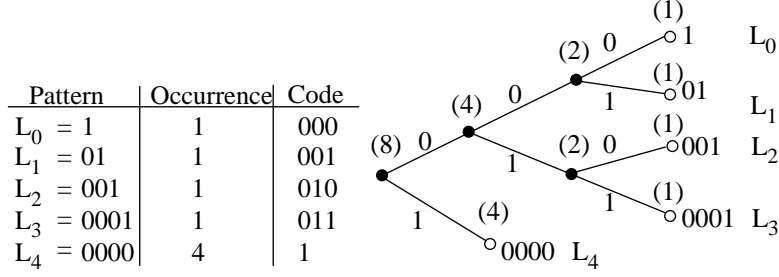 Pattern Occurrence Code
L0 = 1 1 000
L1 = 01 1 001
L2 = 001 1 010
L3 = 0001 1 011
L4 = 0000 4 1
(1)
0 1 L0
(2)
(1)
0 1 01
L1
(4)
(1)
(8) 0 (2) 0
001 L2
1
(1)
1 (4) 1
0001 L3
0000 L4